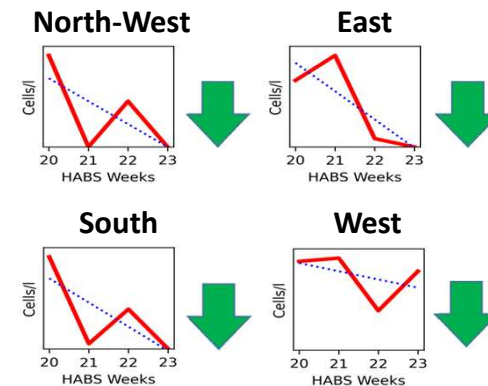 North-West
Cells/l
20 21 22 23
HABS Weeks
East
Cells/l
20 21 22 23
HABS Weeks
South
Cells/l
20 21 22 23
HABS Weeks
West
Cells/l
20 21 22 23
HABS Weeks